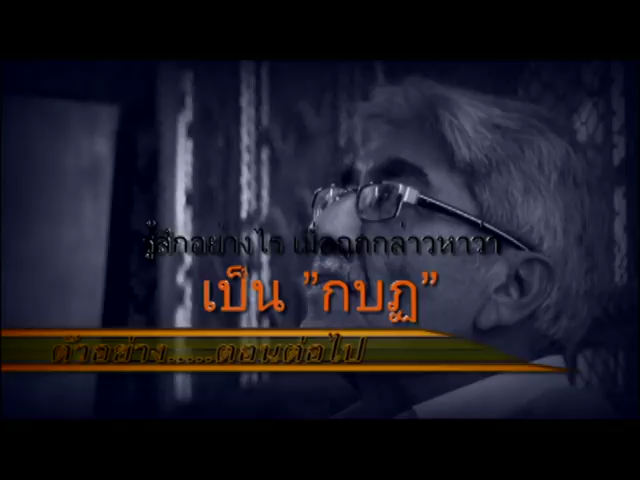 รู้สึกอย่างไร เมื่อถูกกล่าวหาว่า
เป็น "กบฏ"
ตัวอย่าง.....ตอนต่อไป